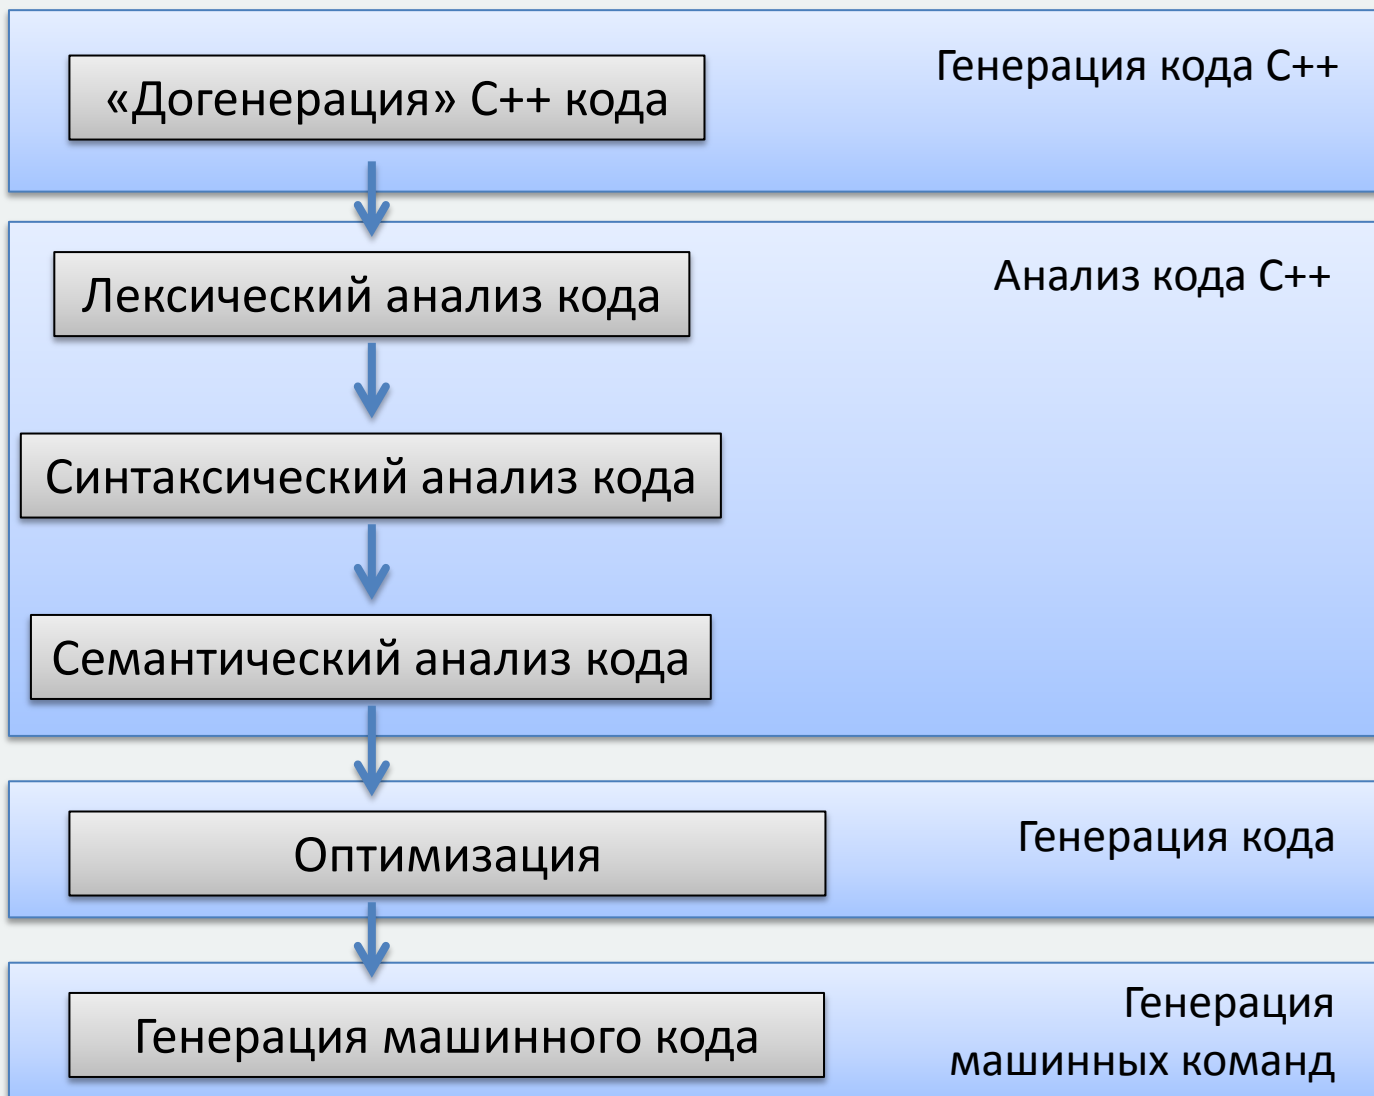 «Догенерация» C++ кода
Генерация кода C++
Лексический анализ кода
Анализ кода C++
Синтаксический анализ кода
Семантический анализ кода
Оптимизация
Генерация кода
Генерация машинного кода
Генерация
машинных команд